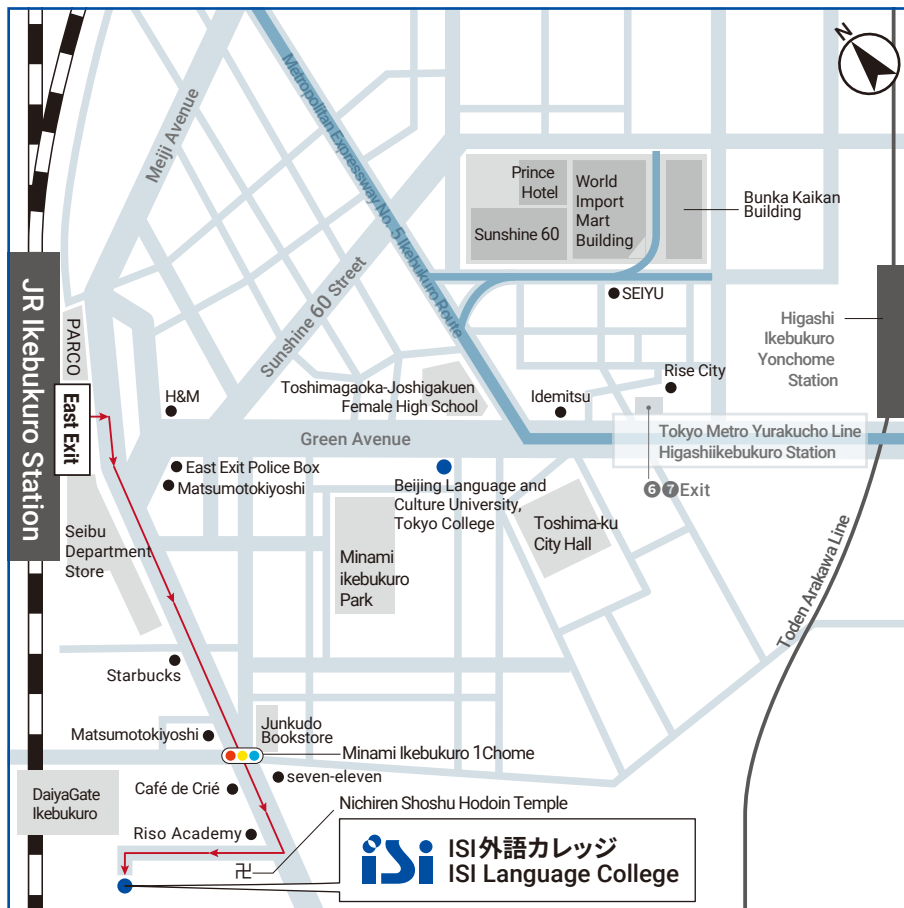 N
Meiji Avenue
Metropolitan Expressway No. 5 Ikebukuro Route
Prince
Hotel
World
Import
Mart
Building
Sunshine 60
Bunka Kaikan
Building
Sunshine 60 Street
SEIYU
JR Ikebukuro Station
PARCO
East Exit
Higashi
Ikebukuro
Yonchome
Station
H&M
Toshimagaoka-Joshigakuen
Female High School
Idemitsu
Rise City
Green Avenue
Tokyo Metro Yurakucho Line
Higashiikebukuro Station
East Exit Police Box
Matsumotokiyoshi
Beijing Language and
Culture University,
Tokyo College
6 7 Exit
Seibu
Department
Store
Minami
ikebukuro
Park
Toshima-ku
City Hall
Toden Arakawa Line
Starbucks
Matsumotokiyoshi
Junkudo
Bookstore
Minami Ikebukuro 1Chome
seven-eleven
Café de Crié
DaiyaGate
Ikebukuro
Nichiren Shoshu Hodoin Temple
Riso Academy
卍
isi
ISI外語カレッジ
ISI Language College